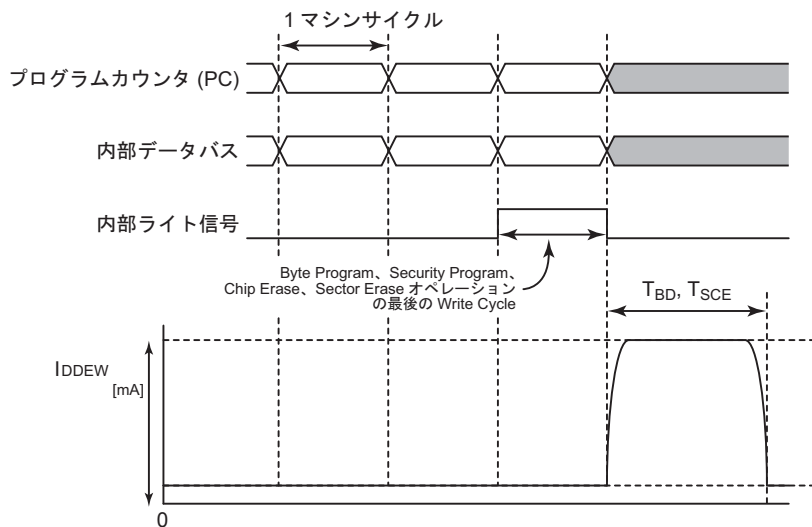 1 マシンサイクル
プログラムカウンタ (PC)
内部データバス
内部ライト信号
Byte Program、Security Program、
Chip Erase、Sector Erase オペレーション
の最後の Write Cycle
TBD, TSCE
IDDEW
[mA]
0